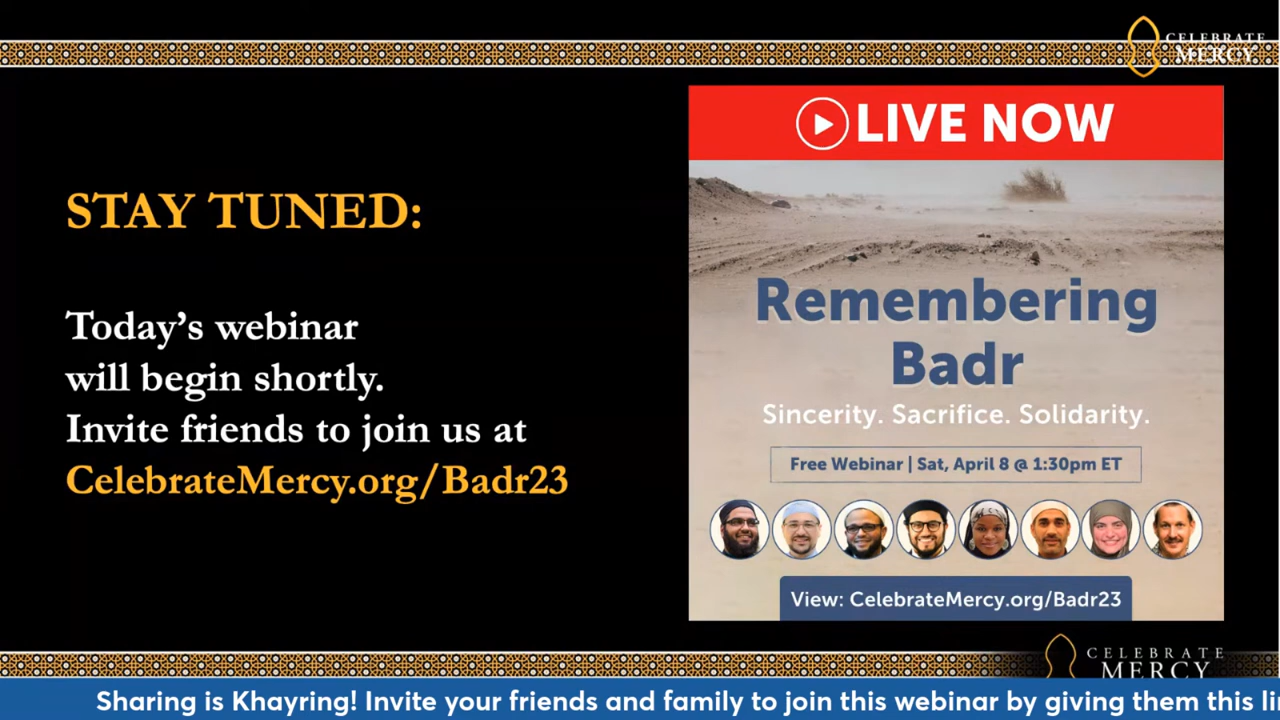 CELEBRATE
MERCY
STAY TUNED:
Today’s webinar
will begin shortly.
Invite friends to join us at
CelebrateMercy.org/Badr23
LIVE NOW
Remembering
Badr
Sincerity. Sacrifice. Solidarity.
Free Webinar | Sat, April 8 @ 1:30pm ET
View: CelebrateMercy.org/Badr23
CELEBRATE
MERCY
Sharing is Khayring! Invite your friends and family to join this webinar by giving them this